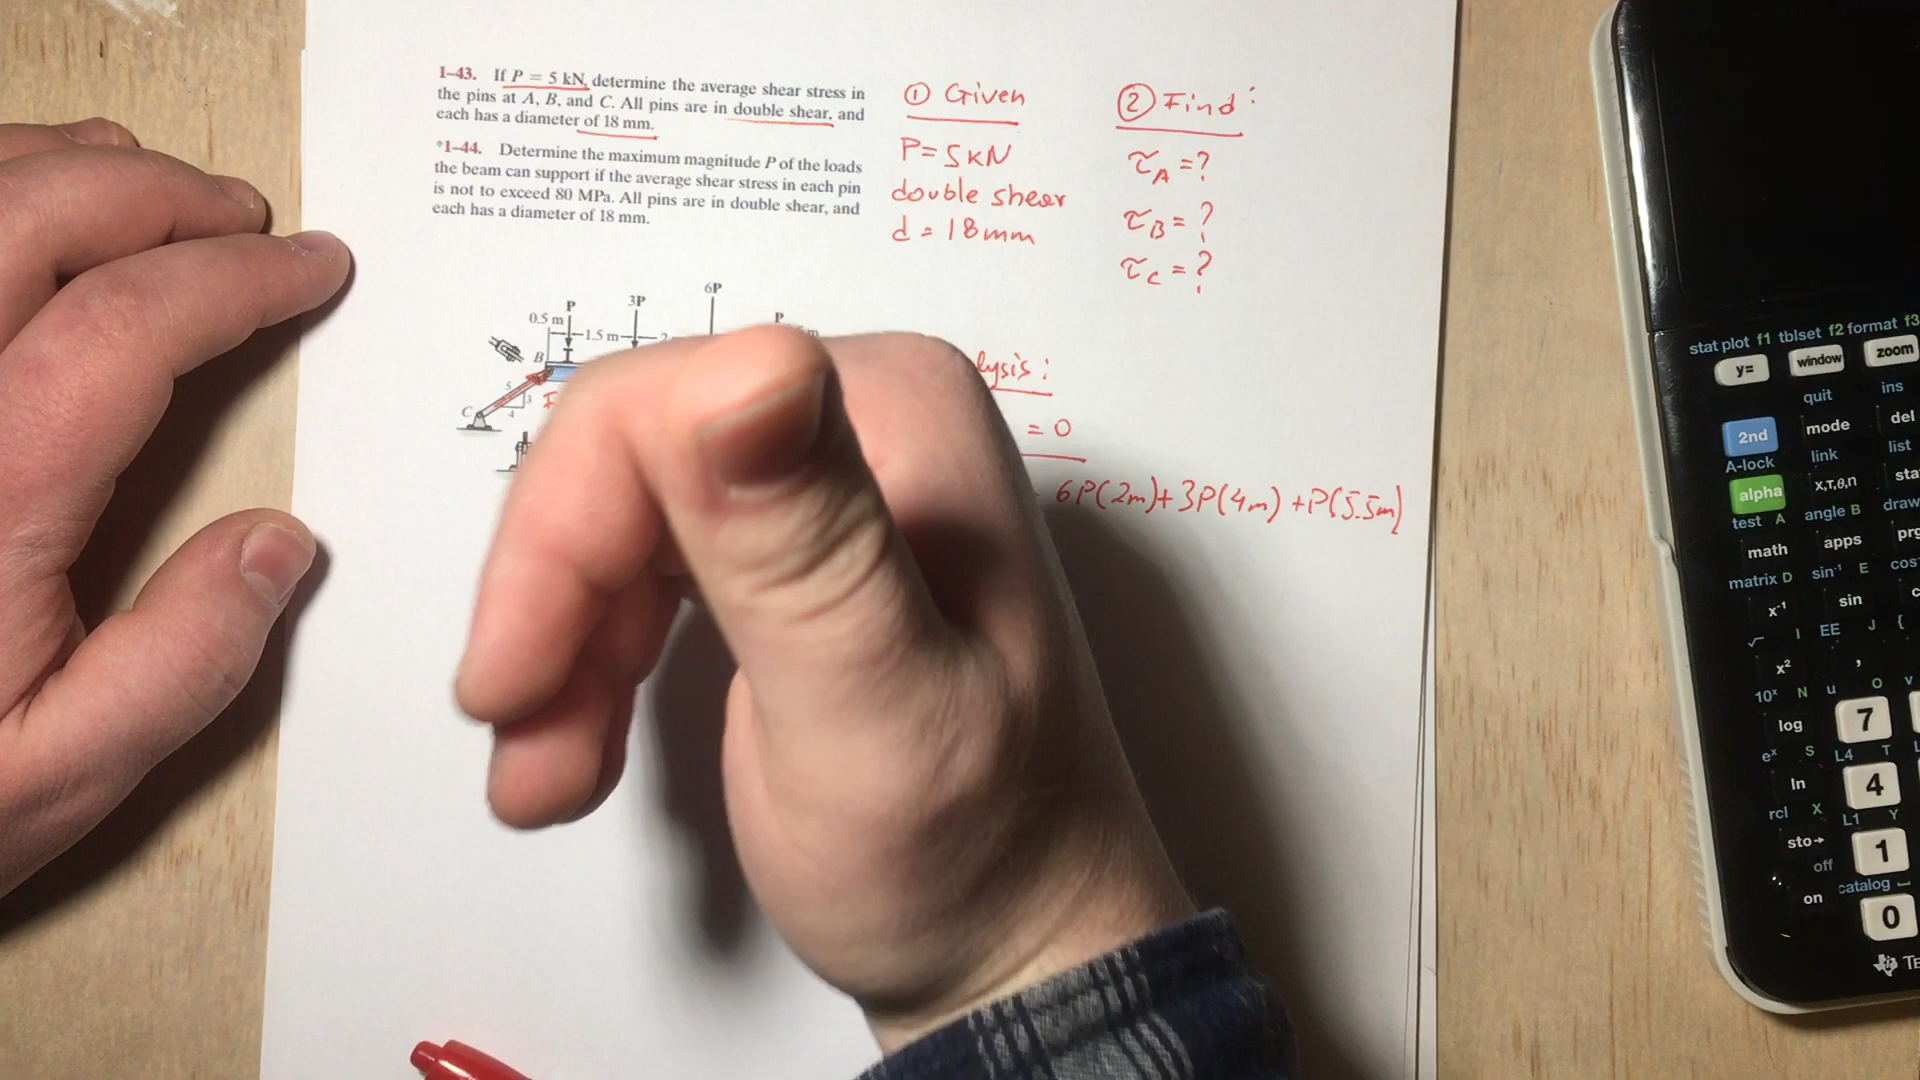 1–43. If P = 5 kN, determine the average shear stress in
the pins at A, B, and C. All pins are in double shear, and
each has a diameter of 18 mm.
*1–44. Determine the maximum magnitude P of the loads
the beam can support if the average shear stress in each pin
is not to exceed 80 MPa. All pins are in double shear, and
each has a diameter of 18 mm.
① Given
P = 5 kN
double shear
d = 18 mm
② Find:
τA = ?
τB = ?
τC = ?
6P
3P
P
P
0.5 m
1.5 m
B
5
3
4
C
lysis:
= 0
6P(2m) + 3P(4m) + P(5.5m)
stat plot f1 tblset f2 format f3
y= window zoom
quit ins
2nd mode del
A-lock link list
alpha X,T,θ,n
test A angle B
math apps
matrix D sin⁻¹ E
x⁻¹ sin
√ I EE J {
x² ,
10ˣ N u O v
log 7
eˣ S L4 T
ln 4
rcl X L1 Y
sto→ 1
off catalog
on 0